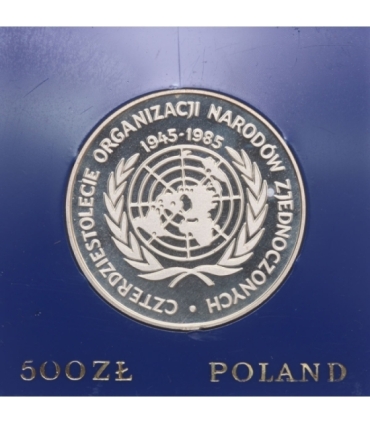 CZTERDZIESTOLECIE ORGANIZACJI NARODÓW ZJEDNOCZONYCH •
1945-1985
500 ZŁ POLAND